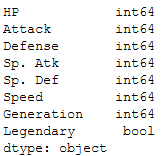 HP int64
Attack int64
Defense int64
Sp. Atk int64
Sp. Def int64
Speed int64
Generation int64
Legendary bool
dtype: object